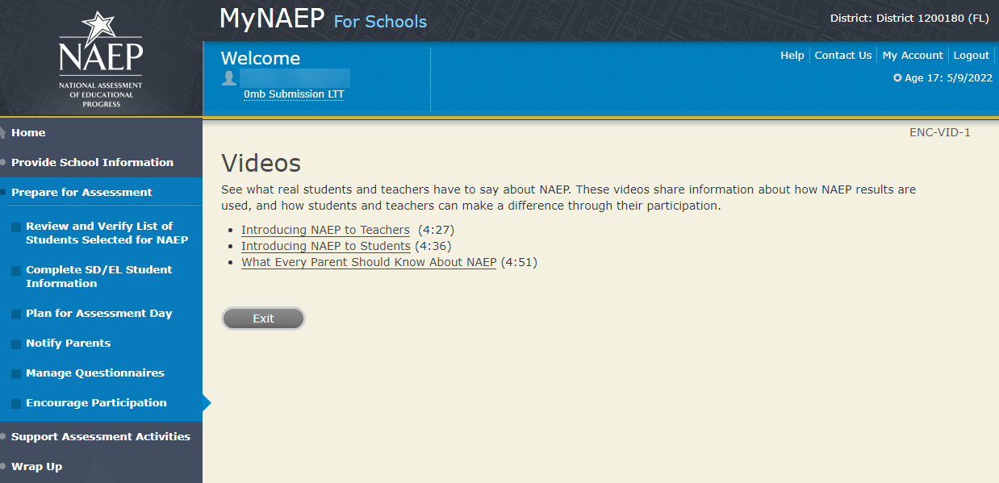 NAEP
NATIONAL ASSESSMENT
OF EDUCATIONAL
PROGRESS
MyNAEP For Schools
District: District 1200180 (FL)
Welcome
0mb Submission LTT
Help Contact Us My Account Logout
Age 17: 5/9/2022
Home
Provide School Information
Prepare for Assessment
Review and Verify List of
Students Selected for NAEP
Complete SD/EL Student
Information
Plan for Assessment Day
Notify Parents
Manage Questionnaires
Encourage Participation
Support Assessment Activities
Wrap Up
ENC-VID-1
Videos
See what real students and teachers have to say about NAEP. These videos share information about how NAEP results are
used, and how students and teachers can make a difference through their participation.
• Introducing NAEP to Teachers (4:27)
• Introducing NAEP to Students (4:36)
• What Every Parent Should Know About NAEP (4:51)
Exit